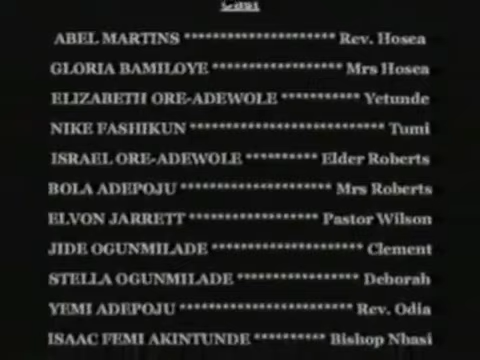 Cast
ABEL MARTINS ********************* Rev. Hosea
GLORIA BAMILOYE ****************** Mrs Hosea
ELIZABETH ORE-ADEWOLE *********** Yetunde
NIKE FASHIKUN *************************** Tumi
ISRAEL ORE-ADEWOLE ********** Elder Roberts
BOLA ADEPOJU ********************* Mrs Roberts
ELVON JARRETT ****************** Pastor Wilson
JIDE OGUNMILADE ********************* Clement
STELLA OGUNMILADE ***************** Deborah
YEMI ADEPOJU ************************ Rev. Odia
ISAAC FEMI AKINTUNDE ********** Bishop Nhasi